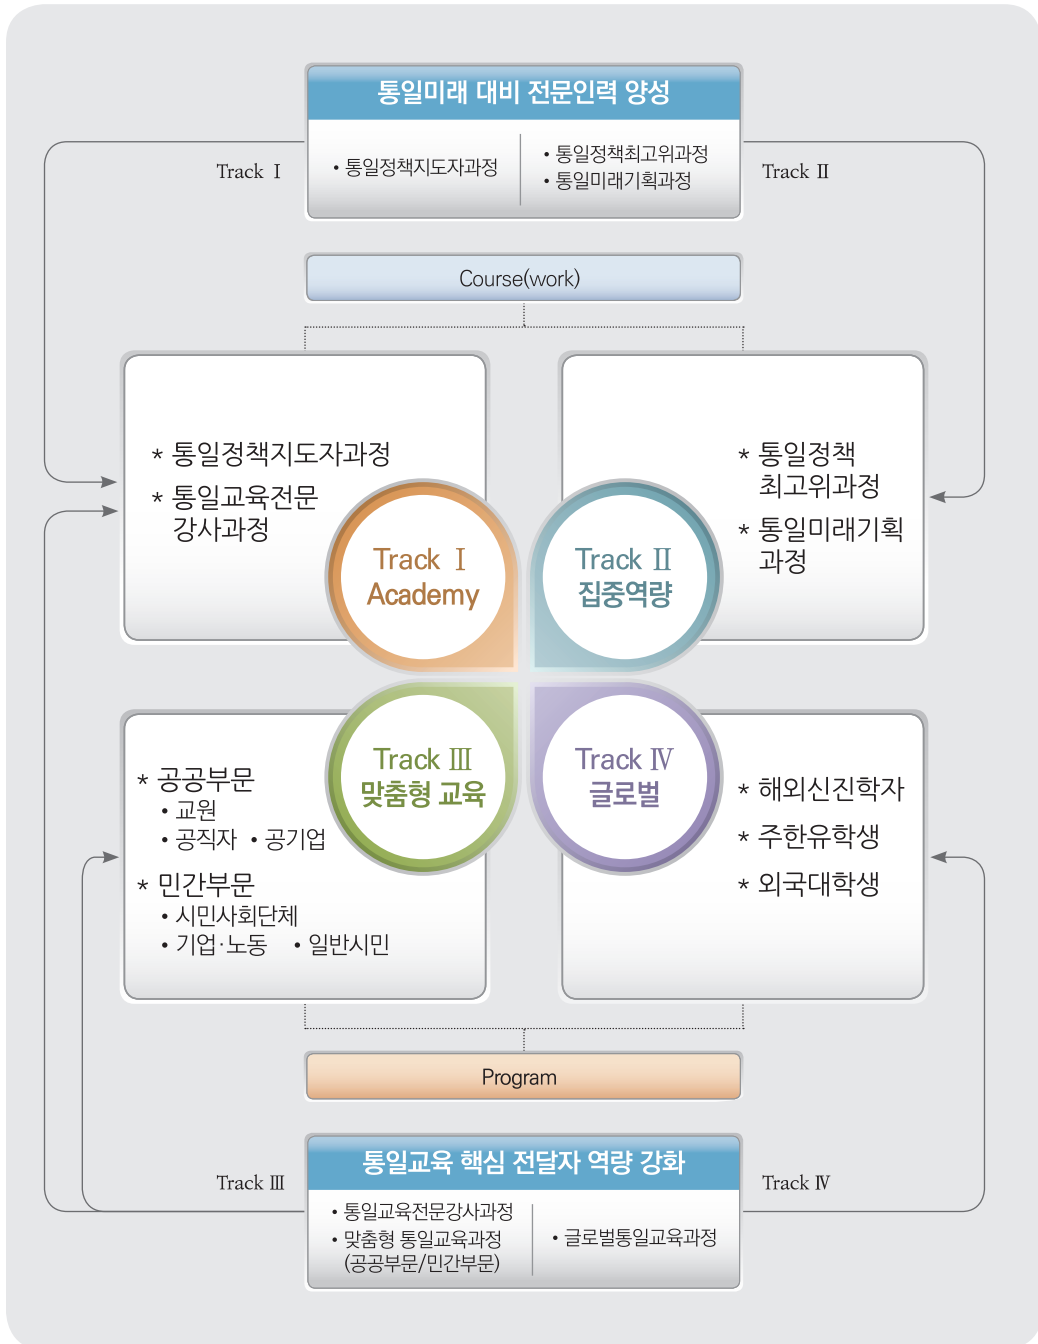 통일미래 대비 전문인력 양성
Track Ⅰ
• 통일정책지도자과정
• 통일정책최고위과정
• 통일미래기획과정
Track Ⅱ
Course(work)
* 통일정책지도자과정
* 통일교육전문
강사과정
Track Ⅰ
Academy
* 통일정책
최고위과정
* 통일미래기획
과정
Track Ⅱ
집중역량
* 공공부문
• 교원
• 공직자 • 공기업
* 민간부문
• 시민사회단체
• 기업·노동 • 일반시민
Track Ⅲ
맞춤형 교육
Track Ⅳ
글로벌
* 해외신진학자
* 주한유학생
* 외국대학생
Program
통일교육 핵심 전달자 역량 강화
Track Ⅲ
• 통일교육전문강사과정
• 맞춤형 통일교육과정
(공공부문/민간부문)
• 글로벌통일교육과정
Track Ⅳ